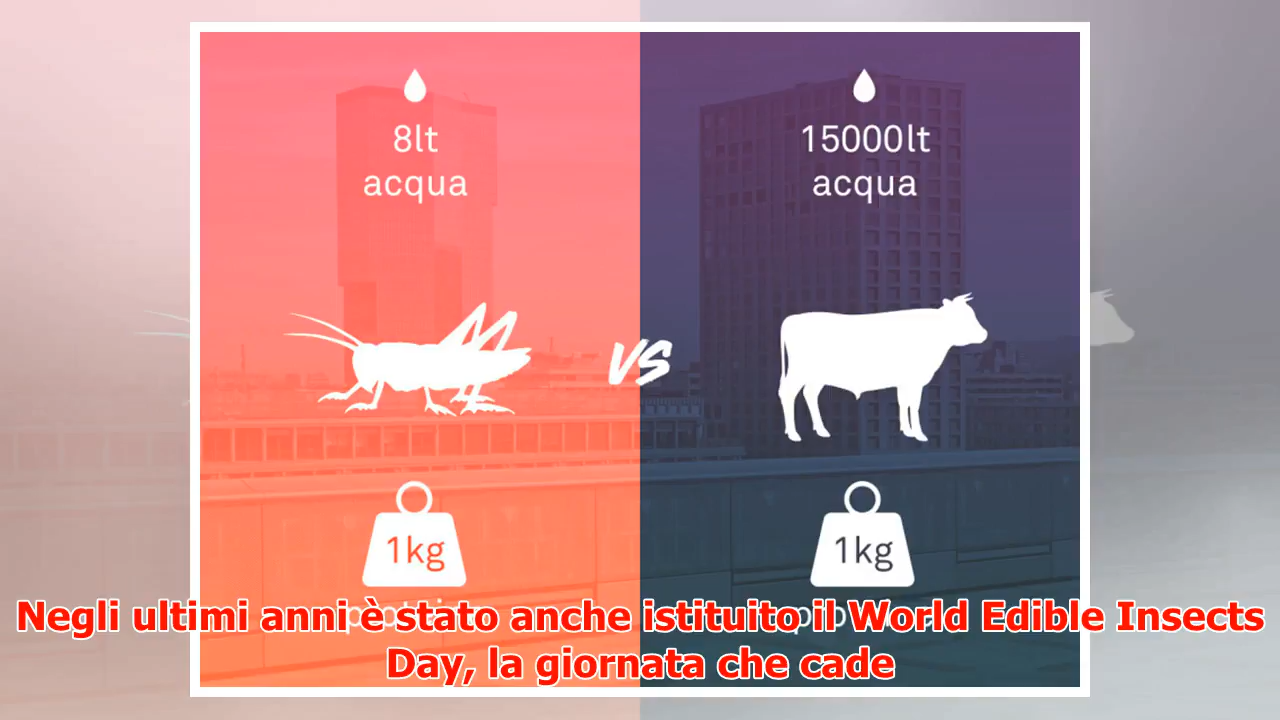 8lt
acqua
15000lt
acqua
VS
1kg
1kg
Negli ultimi anni è stato anche istituito il World Edible Insects
Day, la giornata che cade